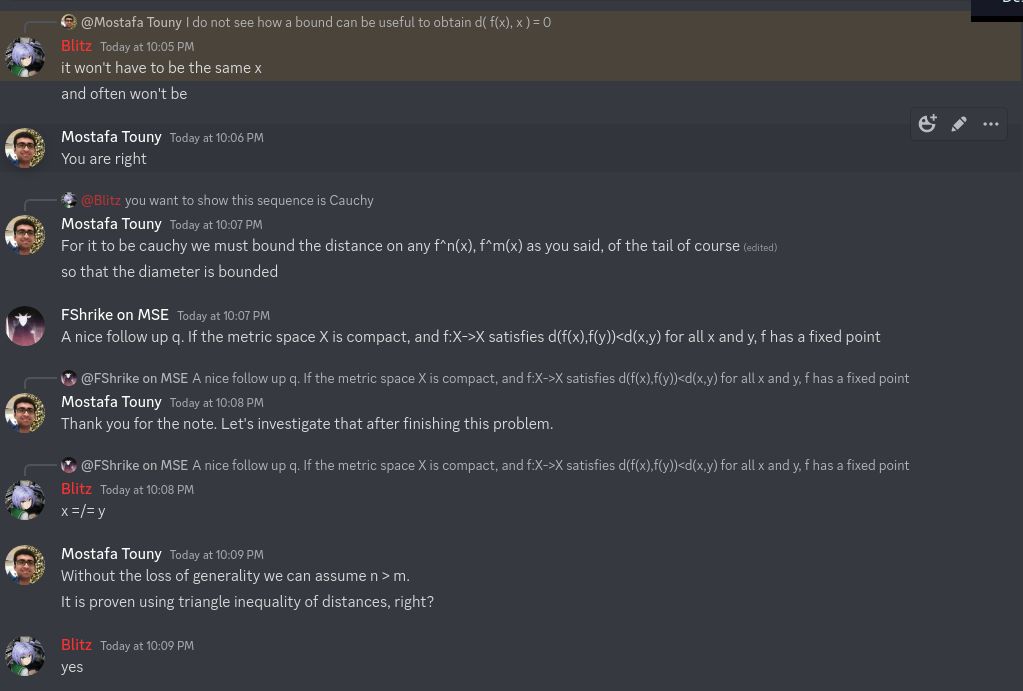 @Mostafa Touny I do not see how a bound can be useful to obtain d( f(x), x ) = 0
Blitz Today at 10:05 PM
it won't have to be the same x
and often won't be
Mostafa Touny Today at 10:06 PM
You are right
@Blitz you want to show this sequence is Cauchy
Mostafa Touny Today at 10:07 PM
For it to be cauchy we must bound the distance on any f^n(x), f^m(x) as you said, of the tail of course (edited)
so that the diameter is bounded
FShrike on MSE Today at 10:07 PM
A nice follow up q. If the metric space X is compact, and f:X->X satisfies d(f(x),f(y))<d(x,y) for all x and y, f has a fixed point
@FShrike on MSE A nice follow up q. If the metric space X is compact, and f:X->X satisfies d(f(x),f(y))<d(x,y) for all x and y, f has a fixed point
Mostafa Touny Today at 10:08 PM
Thank you for the note. Let's investigate that after finishing this problem.
@FShrike on MSE A nice follow up q. If the metric space X is compact, and f:X->X satisfies d(f(x),f(y))<d(x,y) for all x and y, f has a fixed point
Blitz Today at 10:08 PM
x =/= y
Mostafa Touny Today at 10:09 PM
Without the loss of generality we can assume n > m.
It is proven using triangle inequality of distances, right?
Blitz Today at 10:09 PM
yes